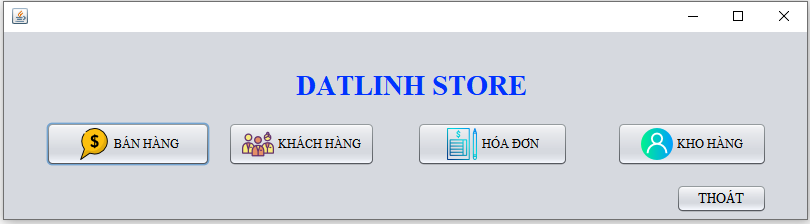 DATLINH STORE
$ BÁN HÀNG
KHÁCH HÀNG
$ HÓA ĐƠN
KHO HÀNG
THOÁT